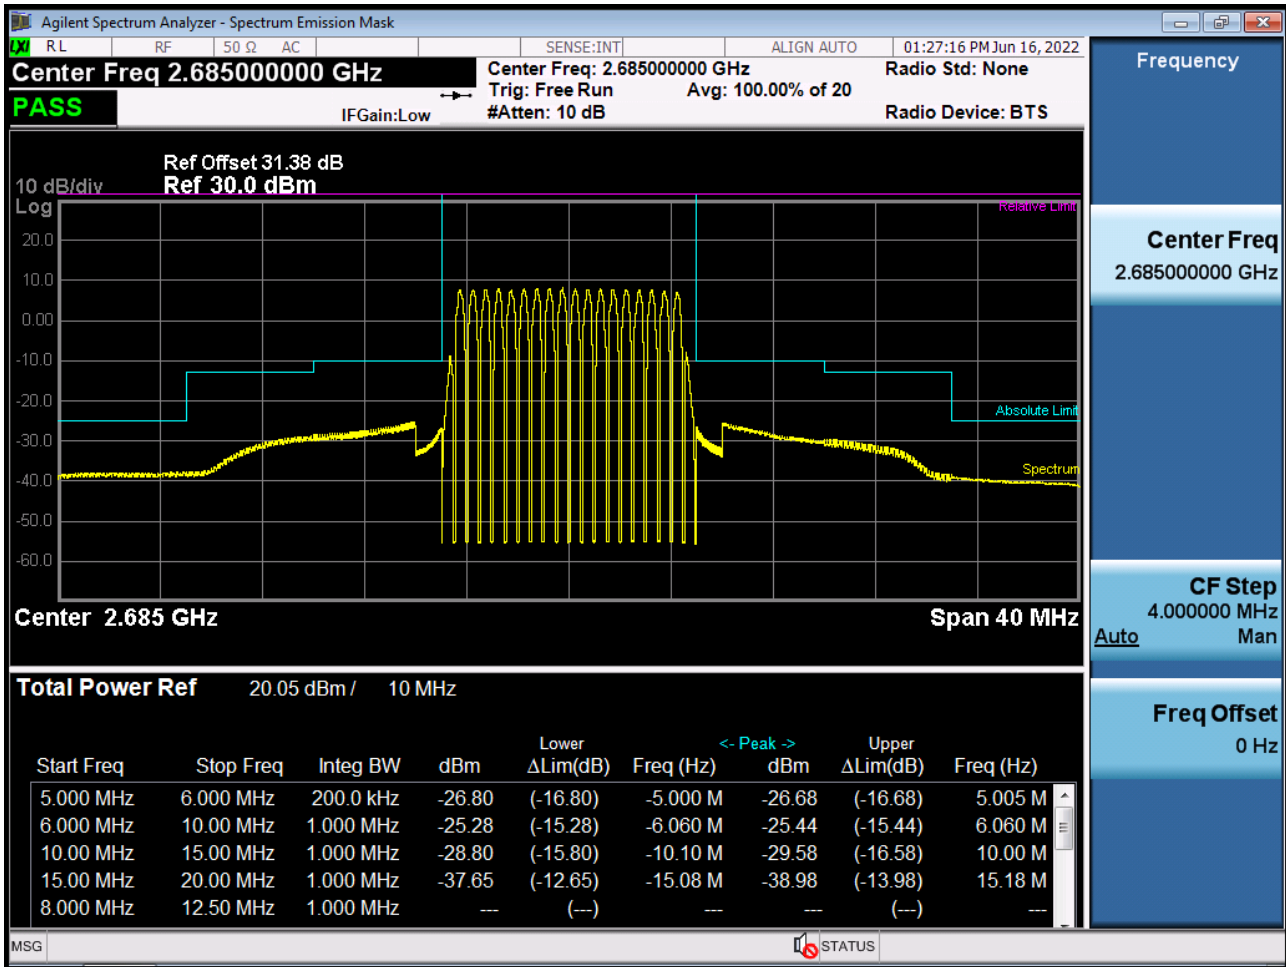 Agilent Spectrum Analyzer - Spectrum Emission Mask
LXI RL RF 50 Ω AC SENSE:INT ALIGN AUTO 01:27:16 PM Jun 16, 2022
Center Freq 2.685000000 GHz
Center Freq: 2.685000000 GHz
Radio Std: None
Trig: Free Run Avg: 100.00% of 20
PASS
IFGain:Low
#Atten: 10 dB
Radio Device: BTS
Ref Offset 31.38 dB
10 dB/div Ref 30.0 dBm
Log
Relative Limit
20.0
10.0
0.00
-10.0
-20.0
Absolute Limit
-30.0
Spectrum
-40.0
-50.0
-60.0
Center 2.685 GHz Span 40 MHz
Total Power Ref 20.05 dBm / 10 MHz
Lower <- Peak -> Upper
Start Freq Stop Freq Integ BW dBm ΔLim(dB) Freq (Hz) dBm ΔLim(dB) Freq (Hz)
5.000 MHz 6.000 MHz 200.0 kHz -26.80 (-16.80) -5.000 M -26.68 (-16.68) 5.005 M
6.000 MHz 10.00 MHz 1.000 MHz -25.28 (-15.28) -6.060 M -25.44 (-15.44) 6.060 M
10.00 MHz 15.00 MHz 1.000 MHz -28.80 (-15.80) -10.10 M -29.58 (-16.58) 10.00 M
15.00 MHz 20.00 MHz 1.000 MHz -37.65 (-12.65) -15.08 M -38.98 (-13.98) 15.18 M
8.000 MHz 12.50 MHz 1.000 MHz --- (---) --- --- (---) ---
MSG STATUS
Frequency
Center Freq
2.685000000 GHz
CF Step
4.000000 MHz
Auto Man
Freq Offset
0 Hz